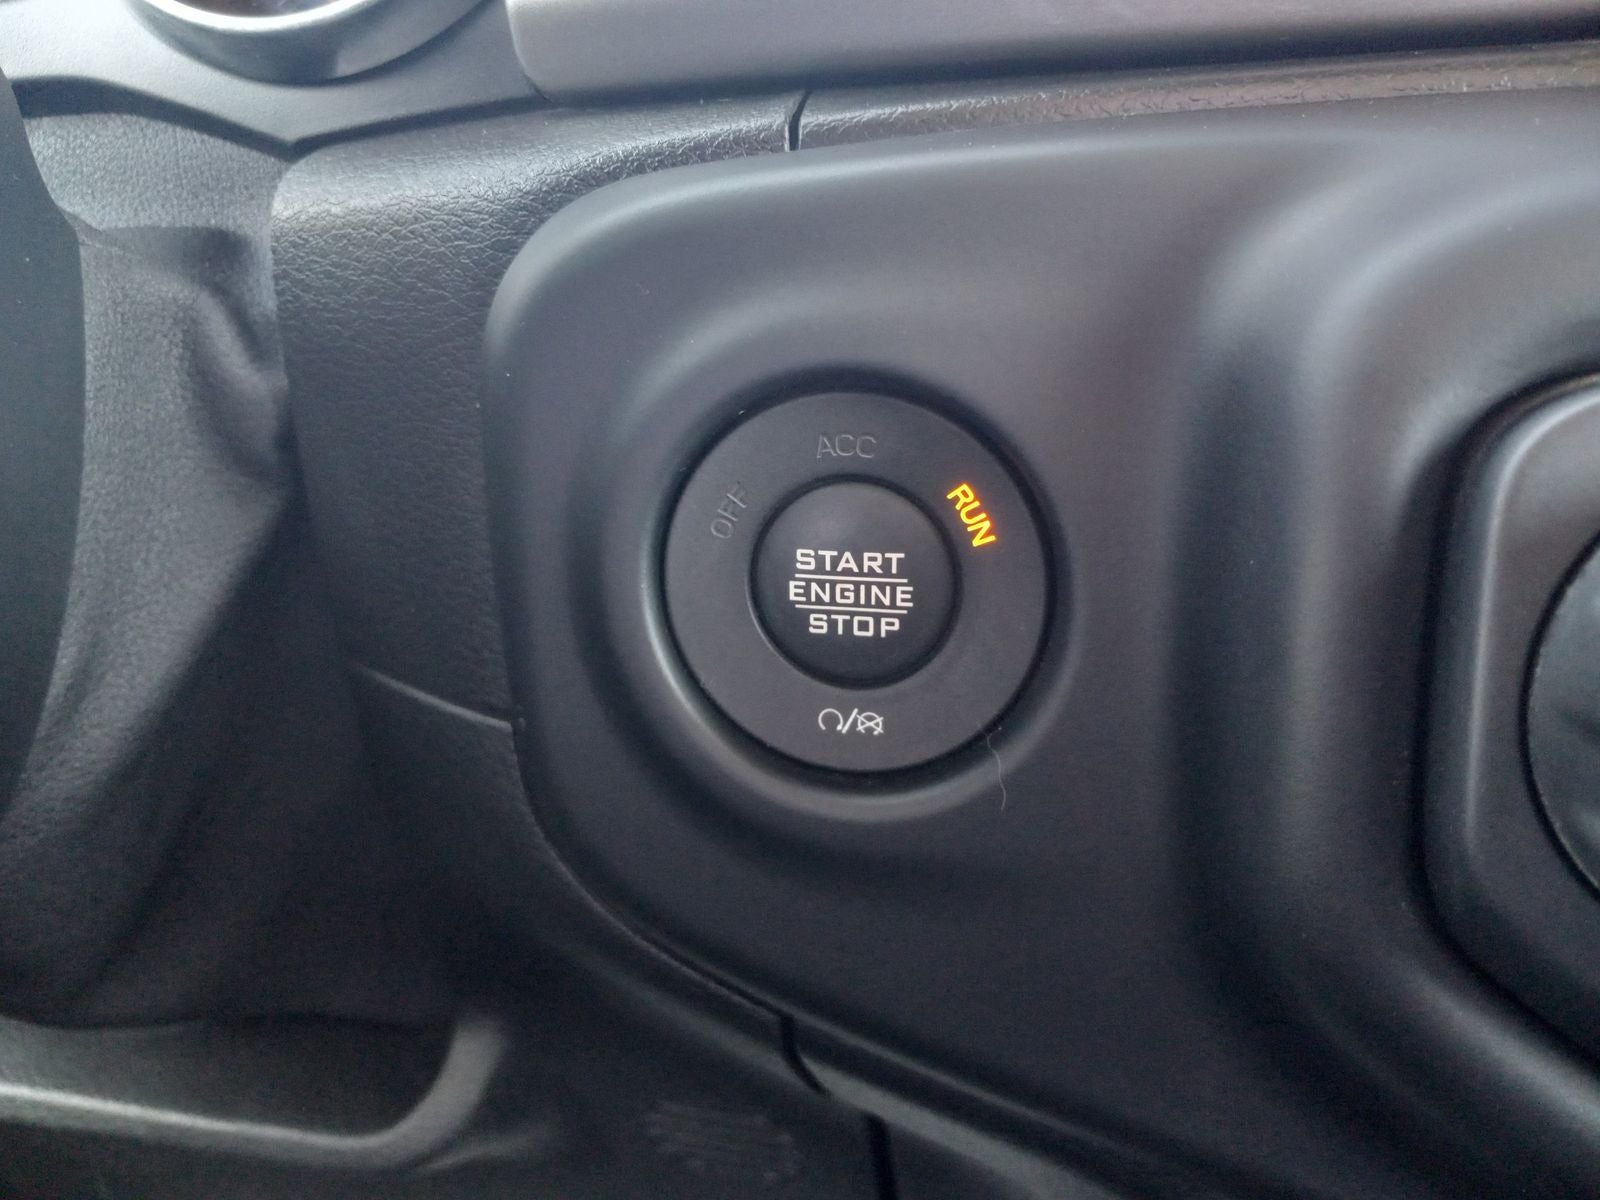 ACC
OFF
RUN
START
ENGINE
STOP